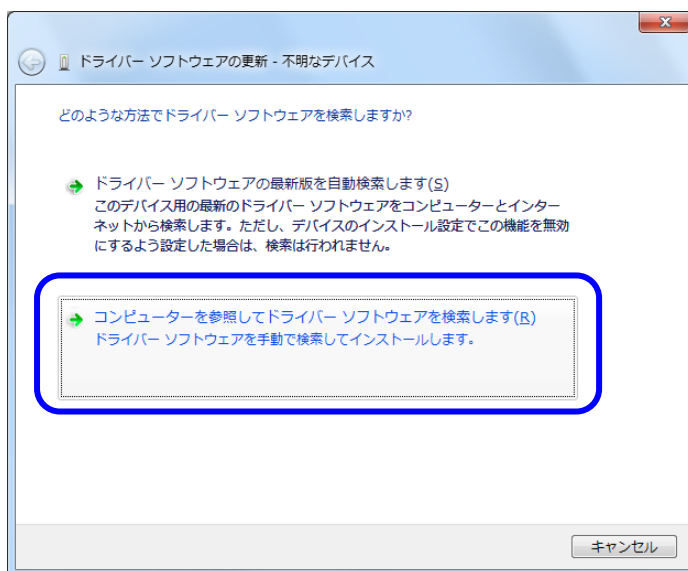 ドライバー ソフトウェアの更新 - 不明なデバイス
どのような方法でドライバー ソフトウェアを検索しますか?
ドライバー ソフトウェアの最新版を自動検索します(S)
このデバイス用の最新のドライバー ソフトウェアをコンピューターとインター
ネットから検索します。ただし、デバイスのインストール設定でこの機能を無効
にするよう設定した場合は、検索は行われません。
コンピューターを参照してドライバー ソフトウェアを検索します(R)
ドライバー ソフトウェアを手動で検索してインストールします。
キャンセル